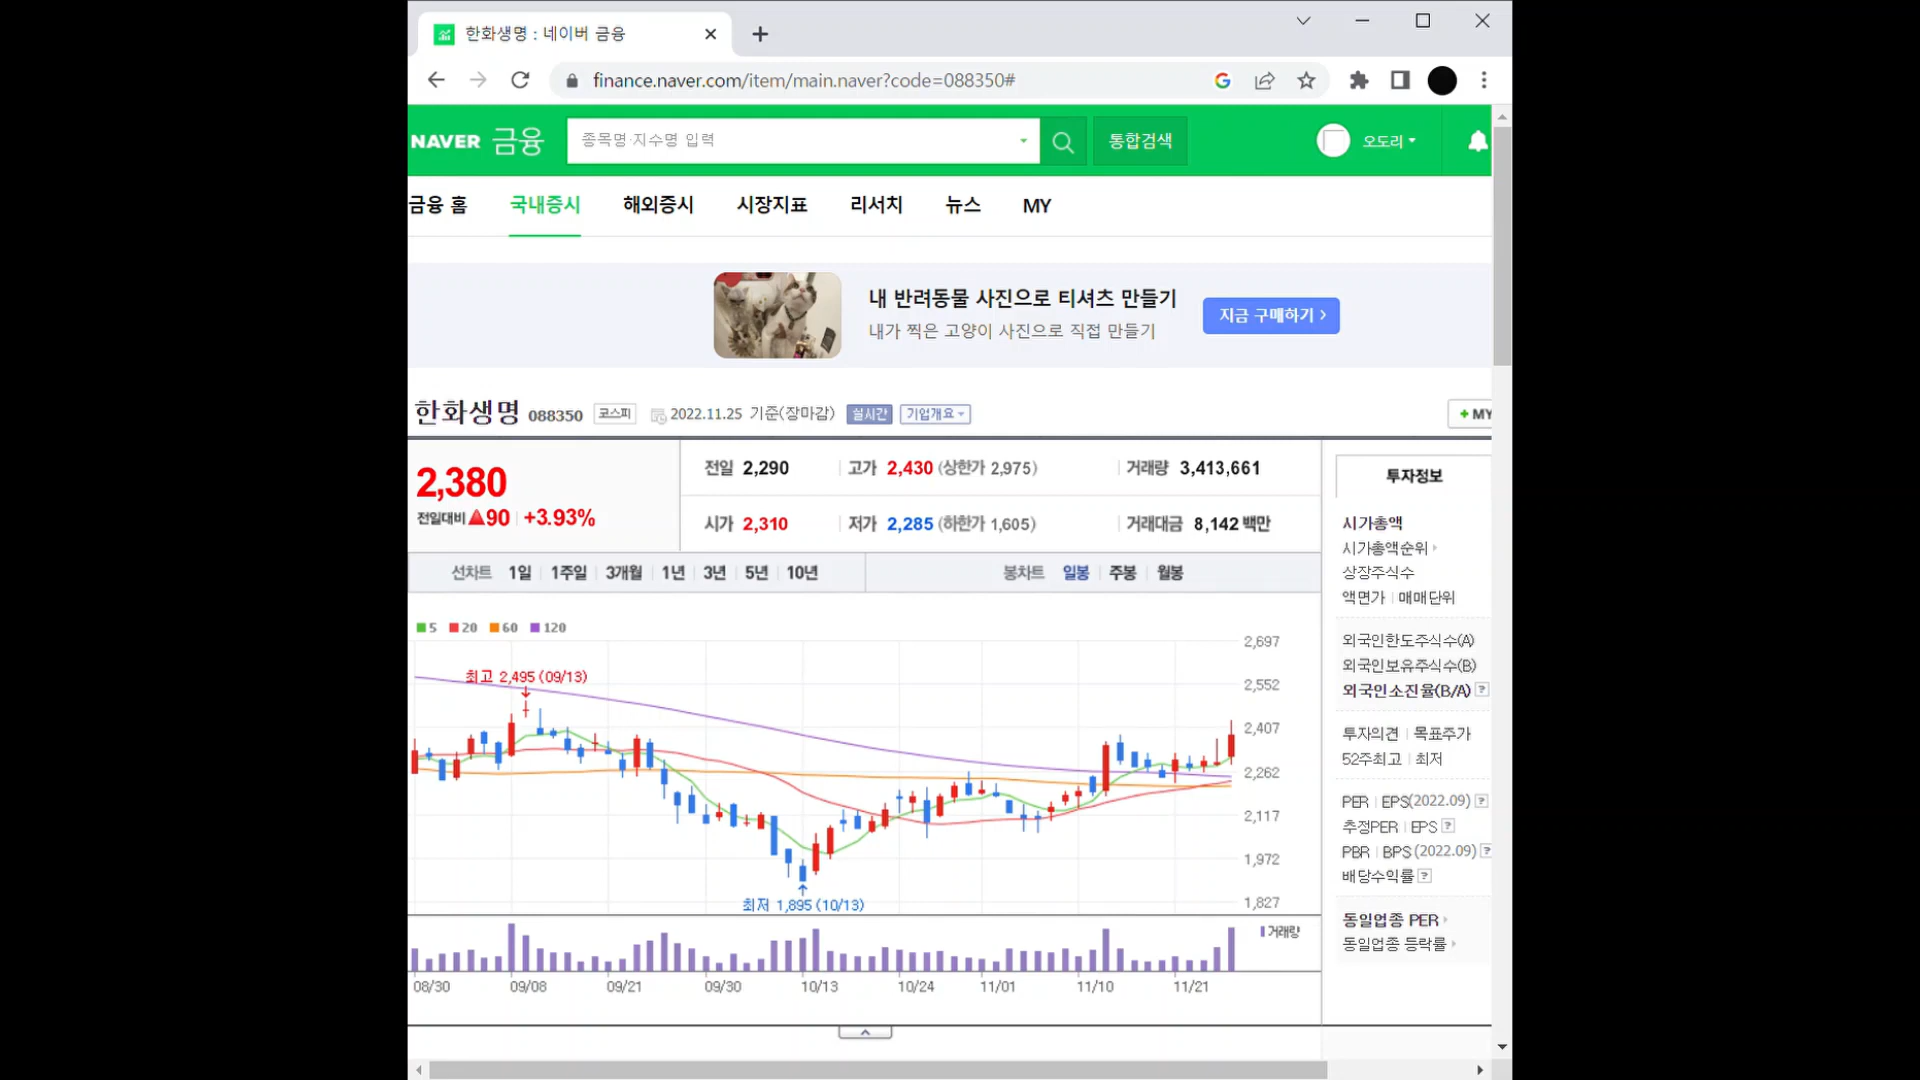 한화생명 : 네이버 금융
finance.naver.com/item/main.naver?code=088350#
NAVER 금융
종목명·지수명 입력
통합검색
오도리
금융 홈 국내증시 해외증시 시장지표 리서치 뉴스 MY
내 반려동물 사진으로 티셔츠 만들기
내가 찍은 고양이 사진으로 직접 만들기
지금 구매하기 >
한화생명 088350 코스피 2022.11.25 기준(장마감) 실시간 기업개요
+ MY
2,380
전일대비 ▲90 +3.93%
전일 2,290 고가 2,430 (상한가 2,975) 거래량 3,413,661
시가 2,310 저가 2,285 (하한가 1,605) 거래대금 8,142 백만
선차트 1일 1주일 3개월 1년 3년 5년 10년 봉차트 일봉 주봉 월봉
5 20 60 120
최고 2,495 (09/13)
최저 1,895 (10/13)
2,697
2,552
2,407
2,262
2,117
1,972
1,827
거래량
08/30 09/08 09/21 09/30 10/13 10/24 11/01 11/10 11/21
투자정보
시가총액
시가총액순위
상장주식수
액면가 매매단위
외국인한도주식수(A)
외국인보유주식수(B)
외국인소진율(B/A) ?
투자의견 목표주가
52주최고 최저
PER EPS(2022.09) ?
추정PER EPS ?
PBR BPS (2022.09) ?
배당수익률 ?
동일업종 PER
동일업종 등락률